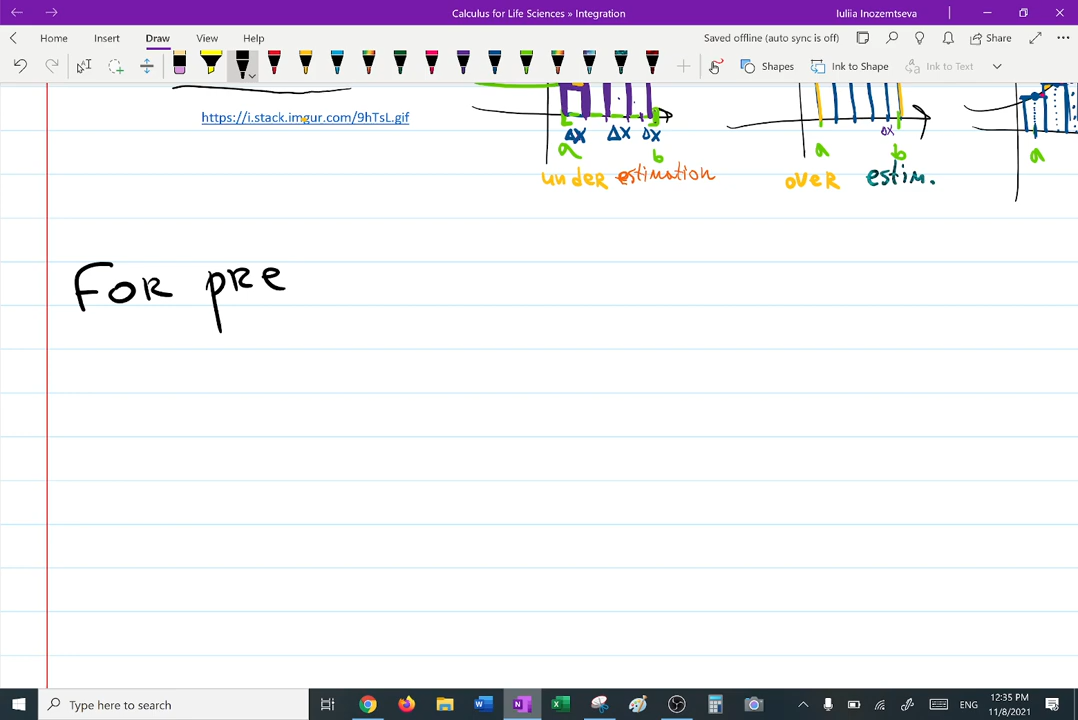 Calculus for Life Sciences » Integration
Iuliia Inozemtseva
Home Insert Draw View Help
Saved offline (auto sync is off)
Share
Shapes
Ink to Shape
Ink to Text
https://i.stack.imgur.com/9hTsL.gif
Δx Δx Δx
a b
under estimation
Δx
a b
over estim.
a
For pre
Type here to search
ENG
12:35 PM
11/8/2021